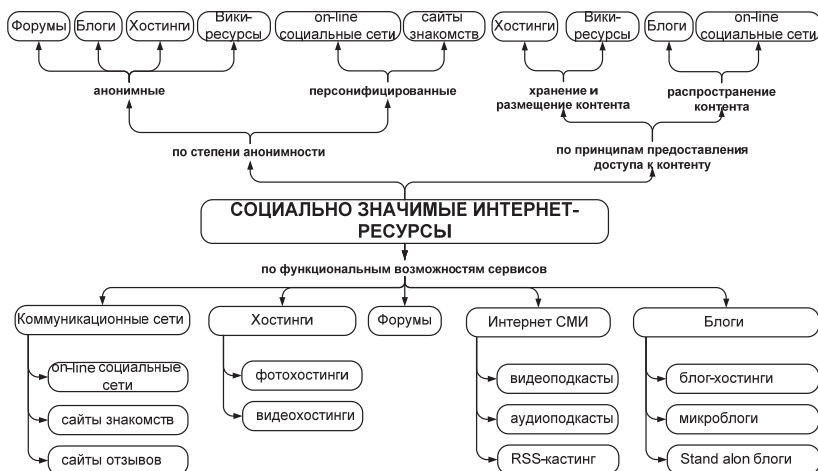 Форумы
Блоги
Хостинги
Вики-
ресурсы
on-line
социальные сети
сайты
знакомств
Хостинги
Вики-
ресурсы
Блоги
on-line
социальные сети
анонимные
персонифицированные
хранение и
размещение контента
распространение
контента
по степени анонимности
по принципам предоставления
доступа к контенту
СОЦИАЛЬНО ЗНАЧИМЫЕ ИНТЕРНЕТ-
РЕСУРСЫ
по функциональным возможностям сервисов
Коммуникационные сети
Хостинги
Форумы
Интернет СМИ
Блоги
on-line социальные
сети
сайты знакомств
сайты отзывов
фотохостинги
видеохостинги
видеоподкасты
аудиоподкасты
RSS-кастинг
блог-хостинги
микроблоги
Stand alon блоги